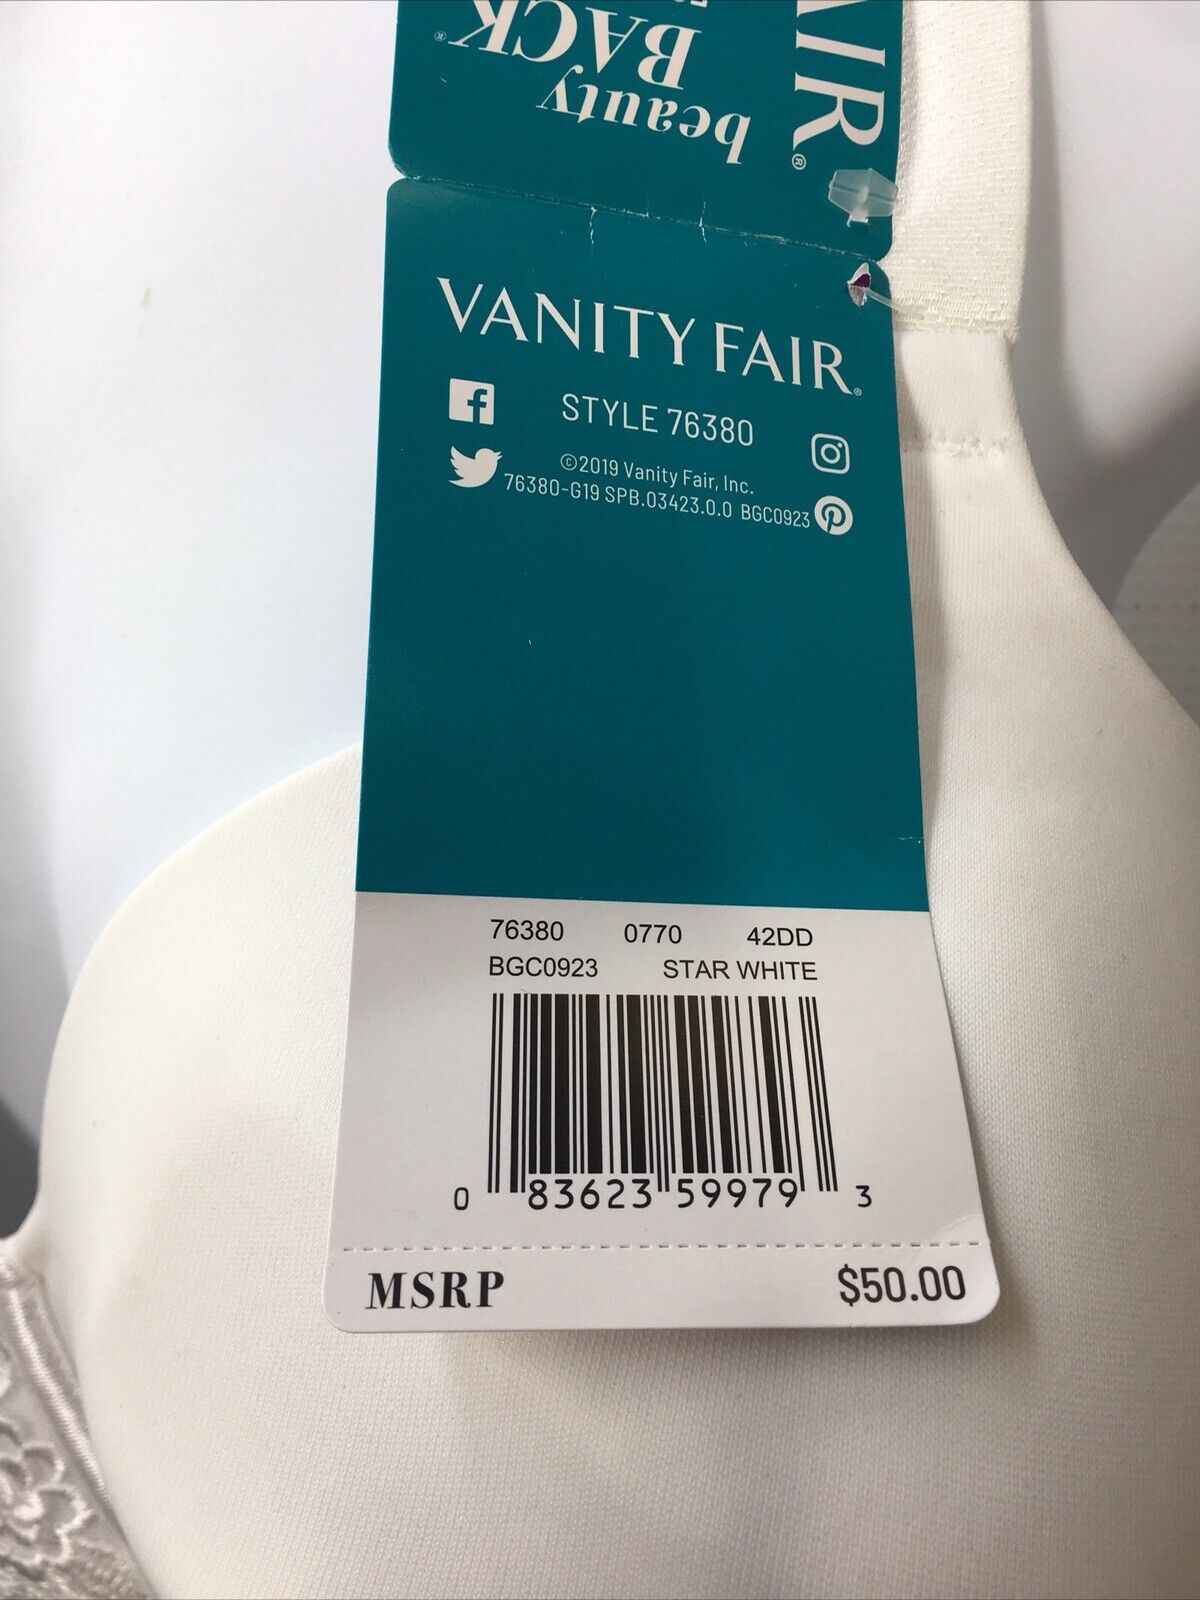 AIR®
beauty
BACK®
VANITY FAIR®
STYLE 76380
©2019 Vanity Fair, Inc.
76380-G19 SPB.03423.0.0 BGC0923
76380 0770 42DD
BGC0923 STAR WHITE
0 83623 59979 3
MSRP $50.00